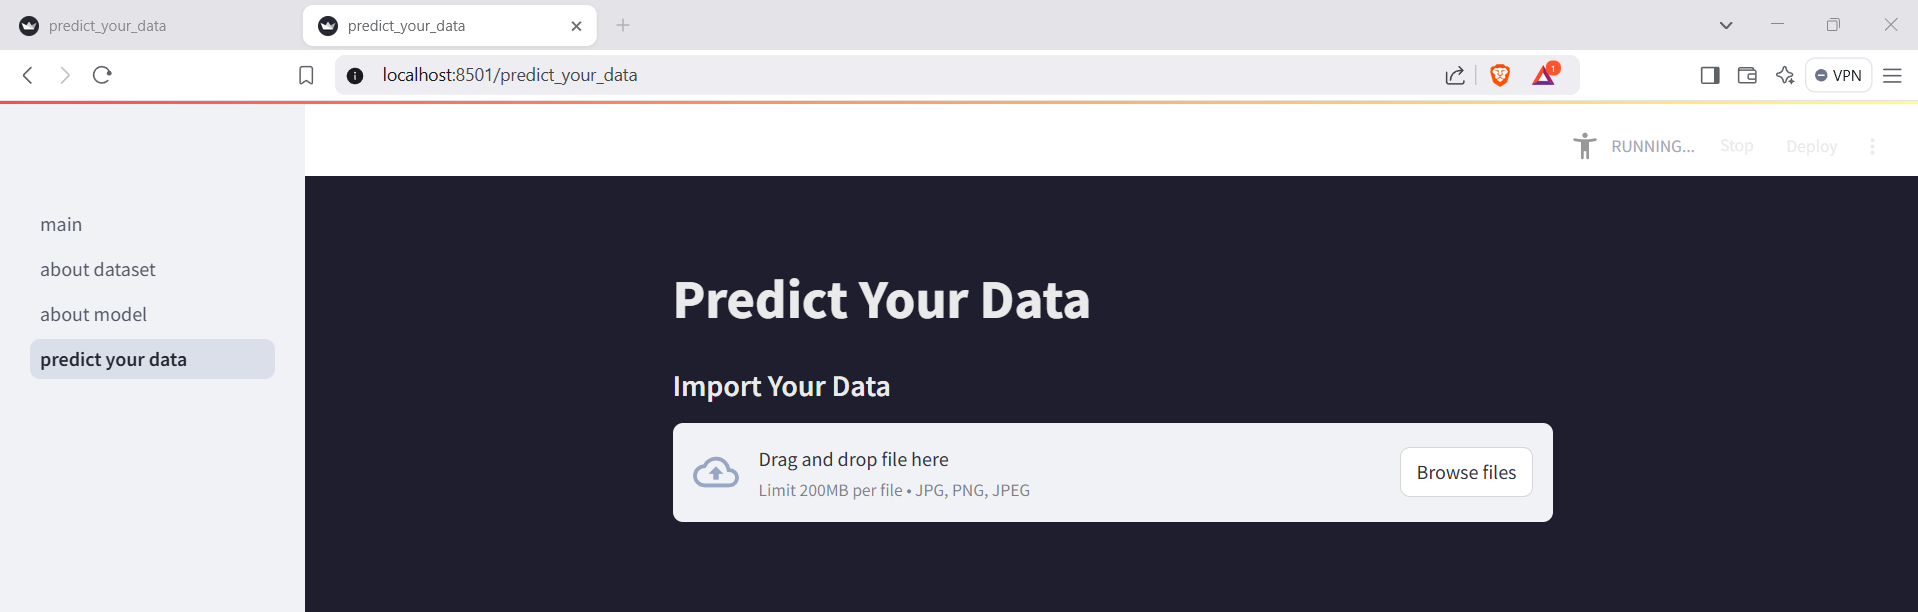 predict_your_data
predict_your_data
localhost:8501/predict_your_data
1
VPN
RUNNING...
Stop
Deploy
main
about dataset
about model
predict your data
Predict Your Data
Import Your Data
Drag and drop file here
Limit 200MB per file • JPG, PNG, JPEG
Browse files